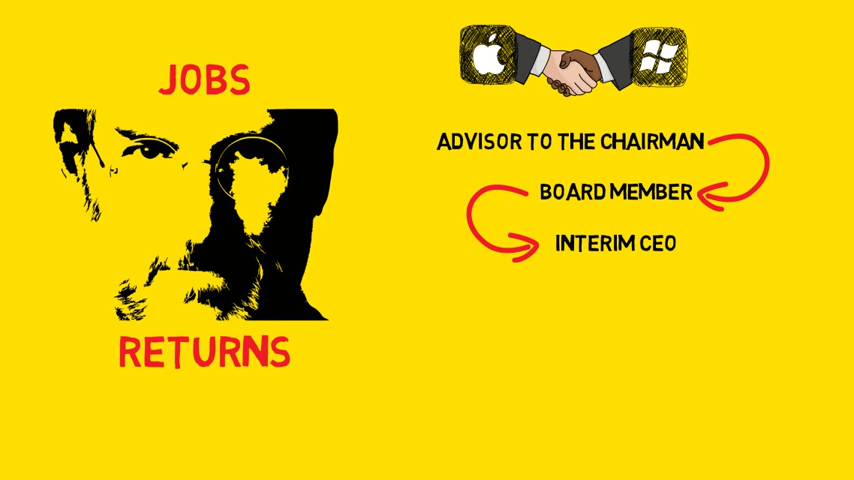 JOBS
RETURNS
ADVISOR TO THE CHAIRMAN
BOARD MEMBER
INTERIM CEO